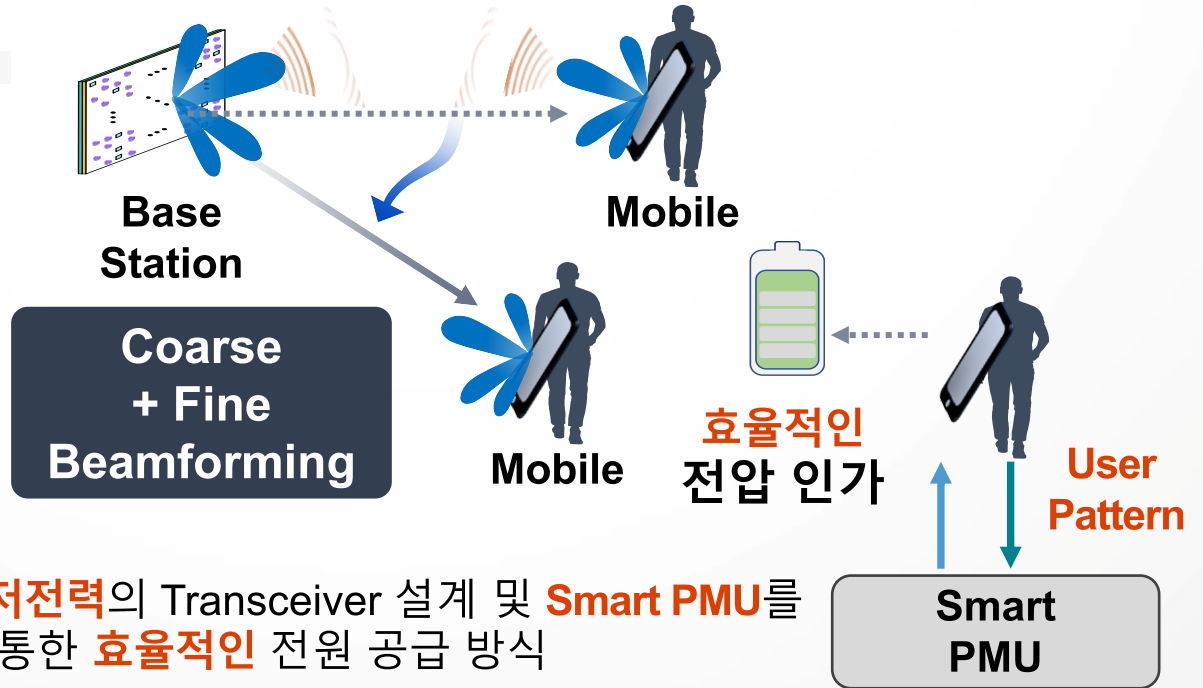 Base
Station
Mobile
Coarse
+ Fine
Beamforming
Mobile
효율적인
전압 인가
User
Pattern
저전력의 Transceiver 설계 및 Smart PMU를
통한 효율적인 전원 공급 방식
Smart
PMU